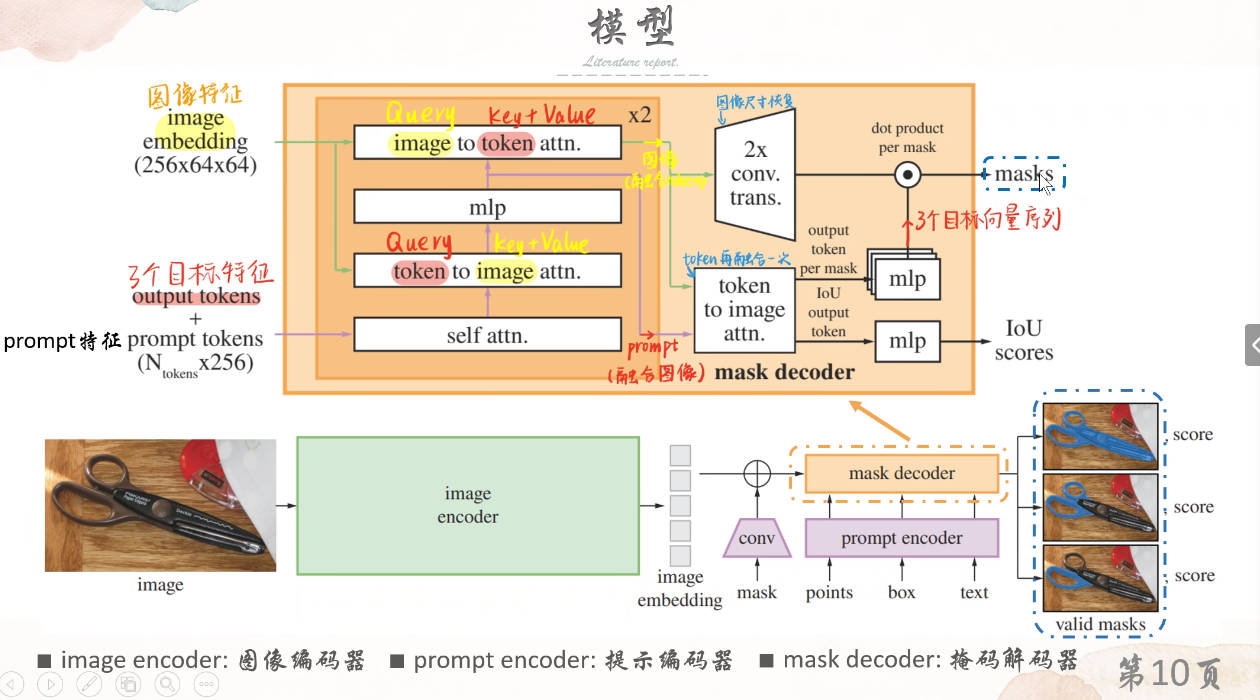 模型
Literature report.
图像特征
image
embedding
(256x64x64)
Query
key+Value
x2
image to token attn.
mlp
Query
key+Value
token to image attn.
self attn.
3个目标特征
output tokens
+
prompt特征
prompt tokens
(Ntokensx256)
图像
(融合token)
prompt
(融合图像)
图像尺寸恢复
2x
conv.
trans.
dot product
per mask
masks
3个目标向量序列
token再融合一次
token
to image
attn.
output
token
per mask
mlp
IoU
output
token
mlp
IoU
scores
mask decoder
image
image
encoder
image
embedding
conv
mask
mask decoder
prompt encoder
points
box
text
, score
, score
, score
valid masks
■ image encoder: 图像编码器
■ prompt encoder: 提示编码器
■ mask decoder: 掩码解码器
第10页